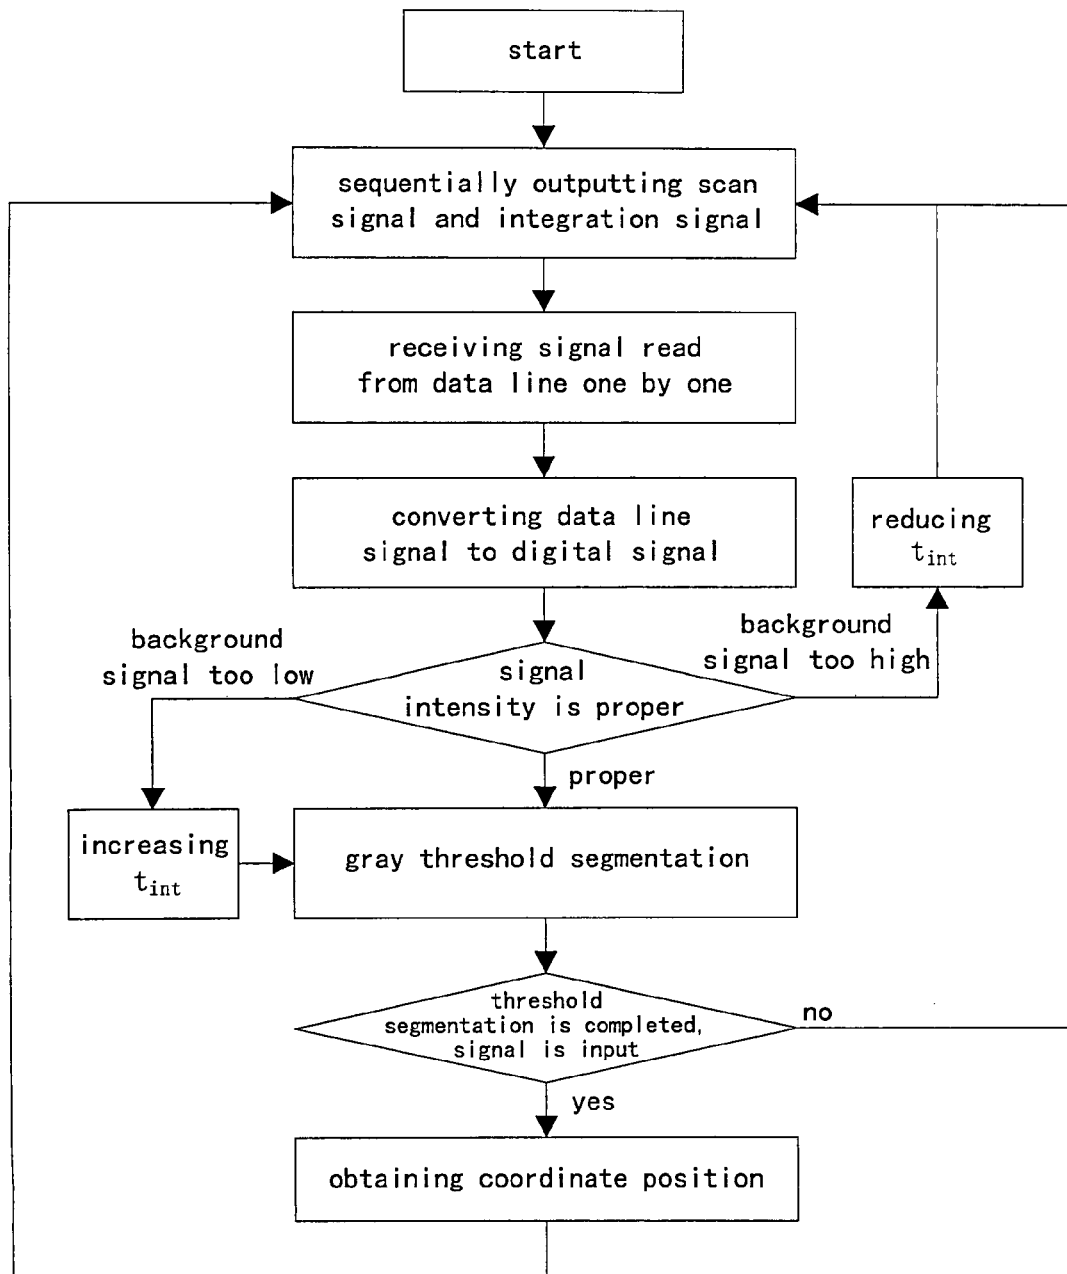 start
sequentially outputting scan
signal and integration signal
receiving signal read
from data line one by one
converting data line
signal to digital signal
reducing
t_int
background
signal too low
background
signal too high
signal
intensity is proper
proper
increasing
t_int
gray threshold segmentation
threshold
segmentation is completed,
signal is input
no
yes
obtaining coordinate position